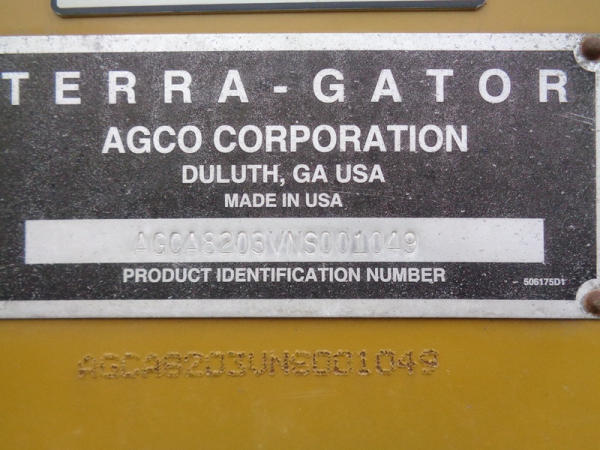 TERRA-GATOR
AGCO CORPORATION
DULUTH, GA USA
MADE IN USA
AGCA8203VNS001049
PRODUCT IDENTIFICATION NUMBER
506175D1
AGCA8203VNS001049